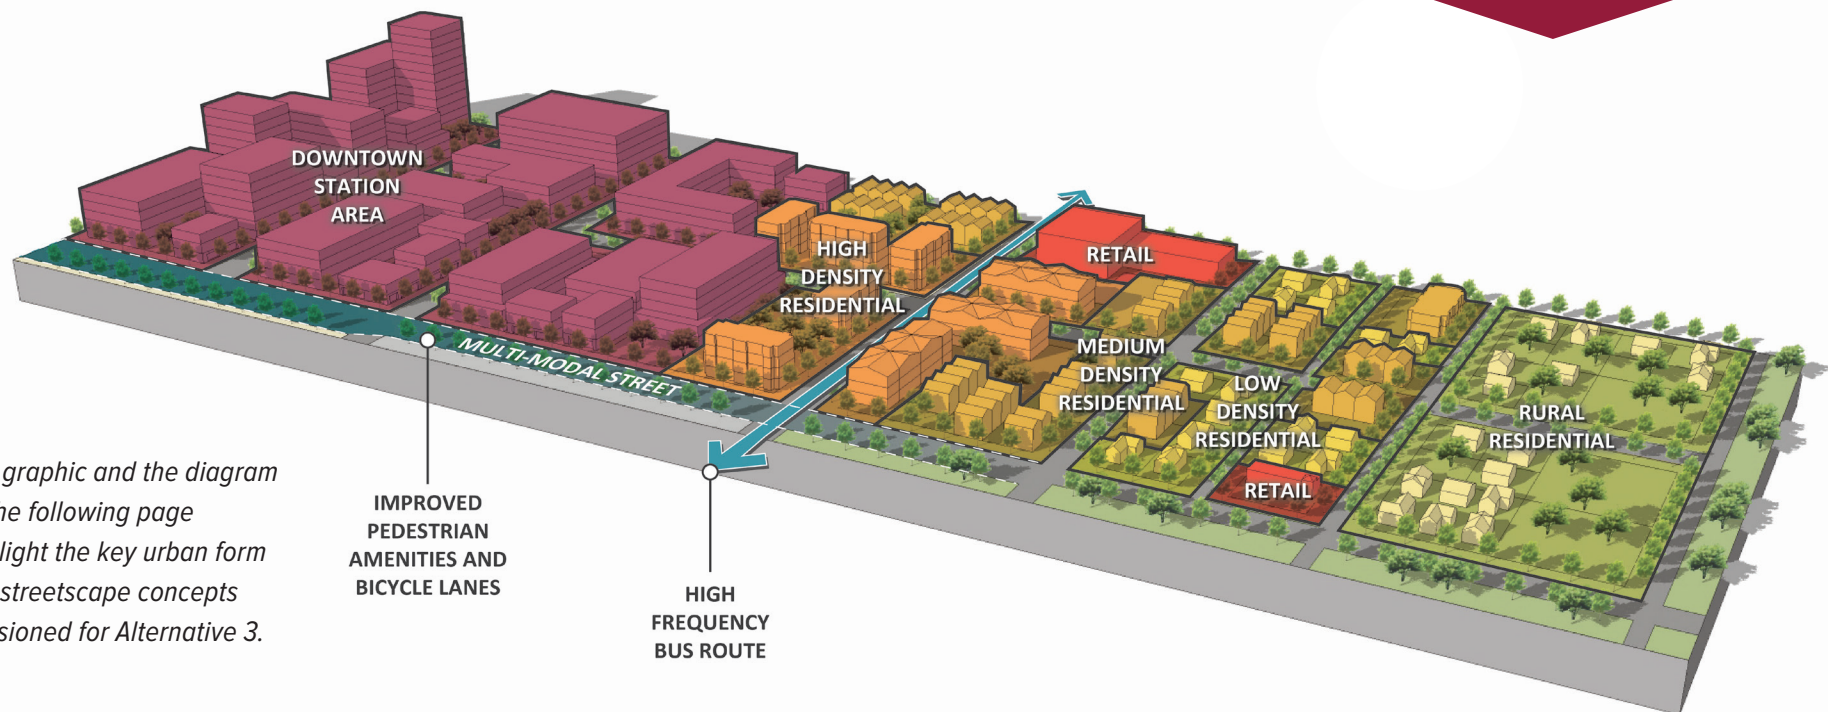 DOWNTOWN
STATION
AREA
HIGH
DENSITY
RESIDENTIAL
RETAIL
MEDIUM
DENSITY
RESIDENTIAL
LOW
DENSITY
RESIDENTIAL
RETAIL
RURAL
RESIDENTIAL
MULTI-MODAL STREET
IMPROVED
PEDESTRIAN
AMENITIES AND
BICYCLE LANES
HIGH
FREQUENCY
BUS ROUTE
graphic and the diagram
following page
light the key urban form
streetscape concepts
sioned for Alternative 3.